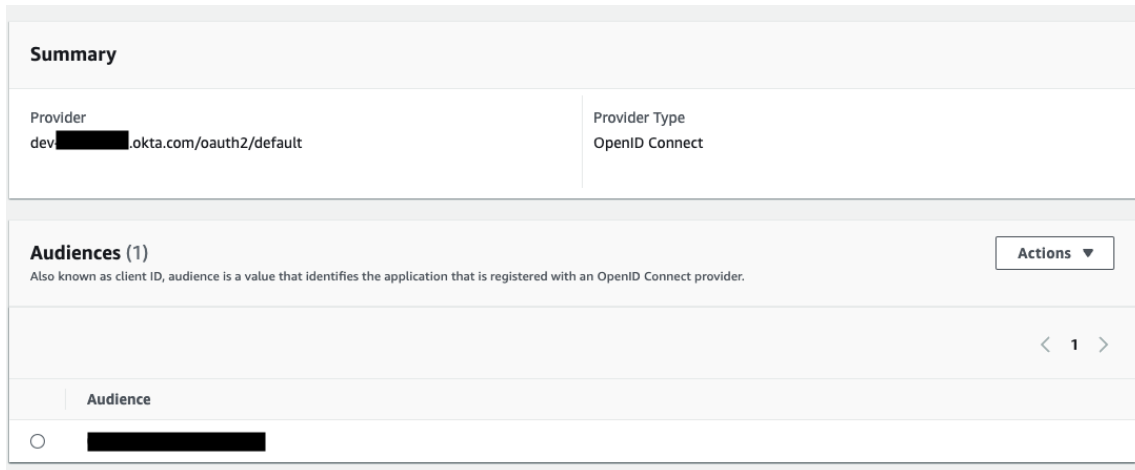 Summary
Provider
Provider Type
dev-.okta.com/oauth2/default
OpenID Connect
Audiences (1)
Actions ▼
Also known as client ID, audience is a value that identifies the application that is registered with an OpenID Connect provider.
< 1 >
Audience